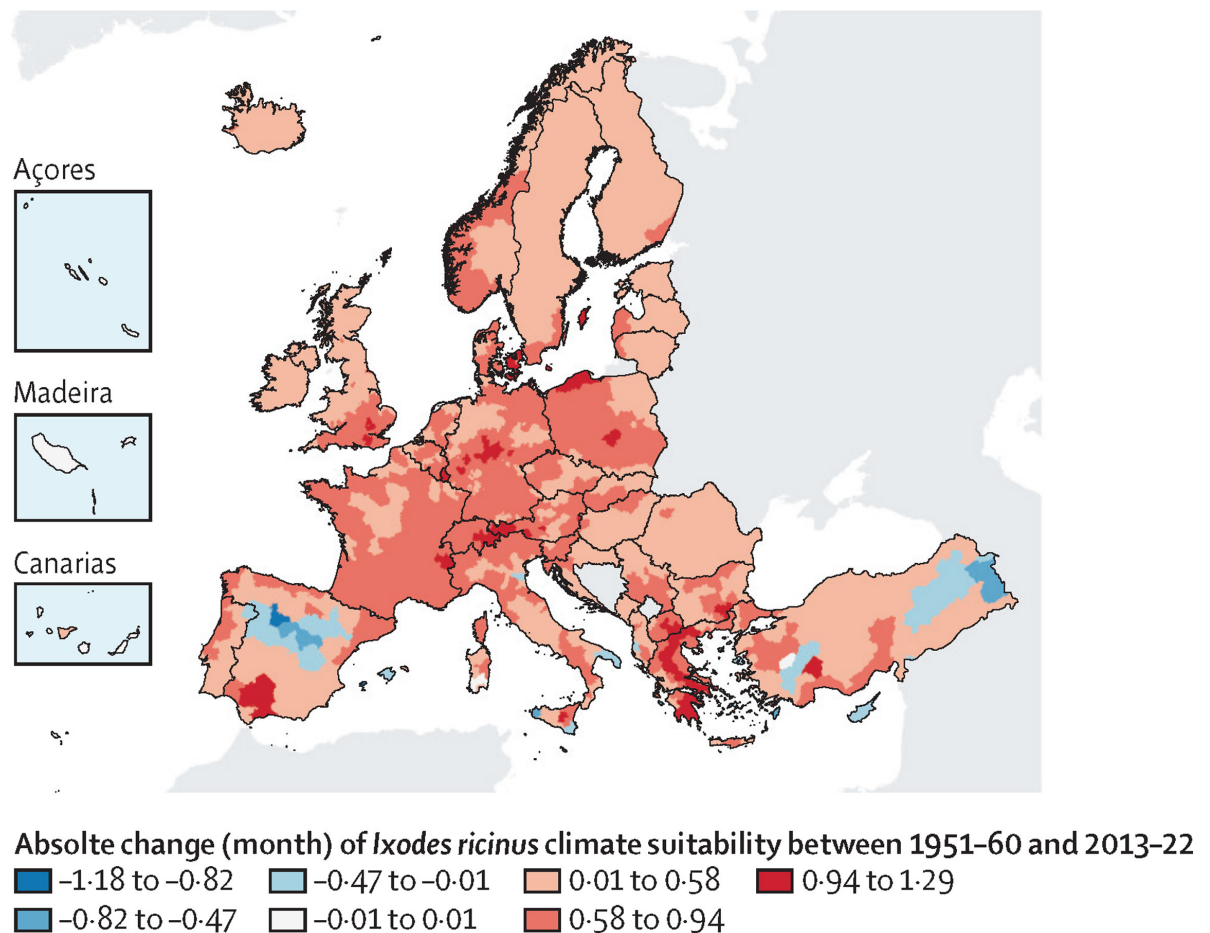 Açores
Madeira
Canarias
Absolte change (month) of Ixodes ricinus climate suitability between 1951–60 and 2013–22
–1·18 to –0·82
–0·47 to –0·01
0·01 to 0·58
0·94 to 1·29
–0·82 to –0·47
–0·01 to 0·01
0·58 to 0·94